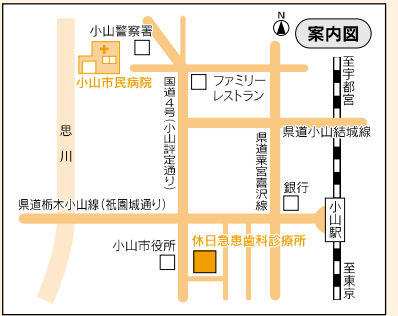 N
案内図
小山警察署
至宇都宮
小山市民病院
ファミリー
レストラン
国道4号(小山評定通り)
思川
県道小山結城線
県道粟宮喜沢線
銀行
県道栃木小山線(祇園城通り)
小山駅
休日急患歯科診療所
小山市役所
至東京